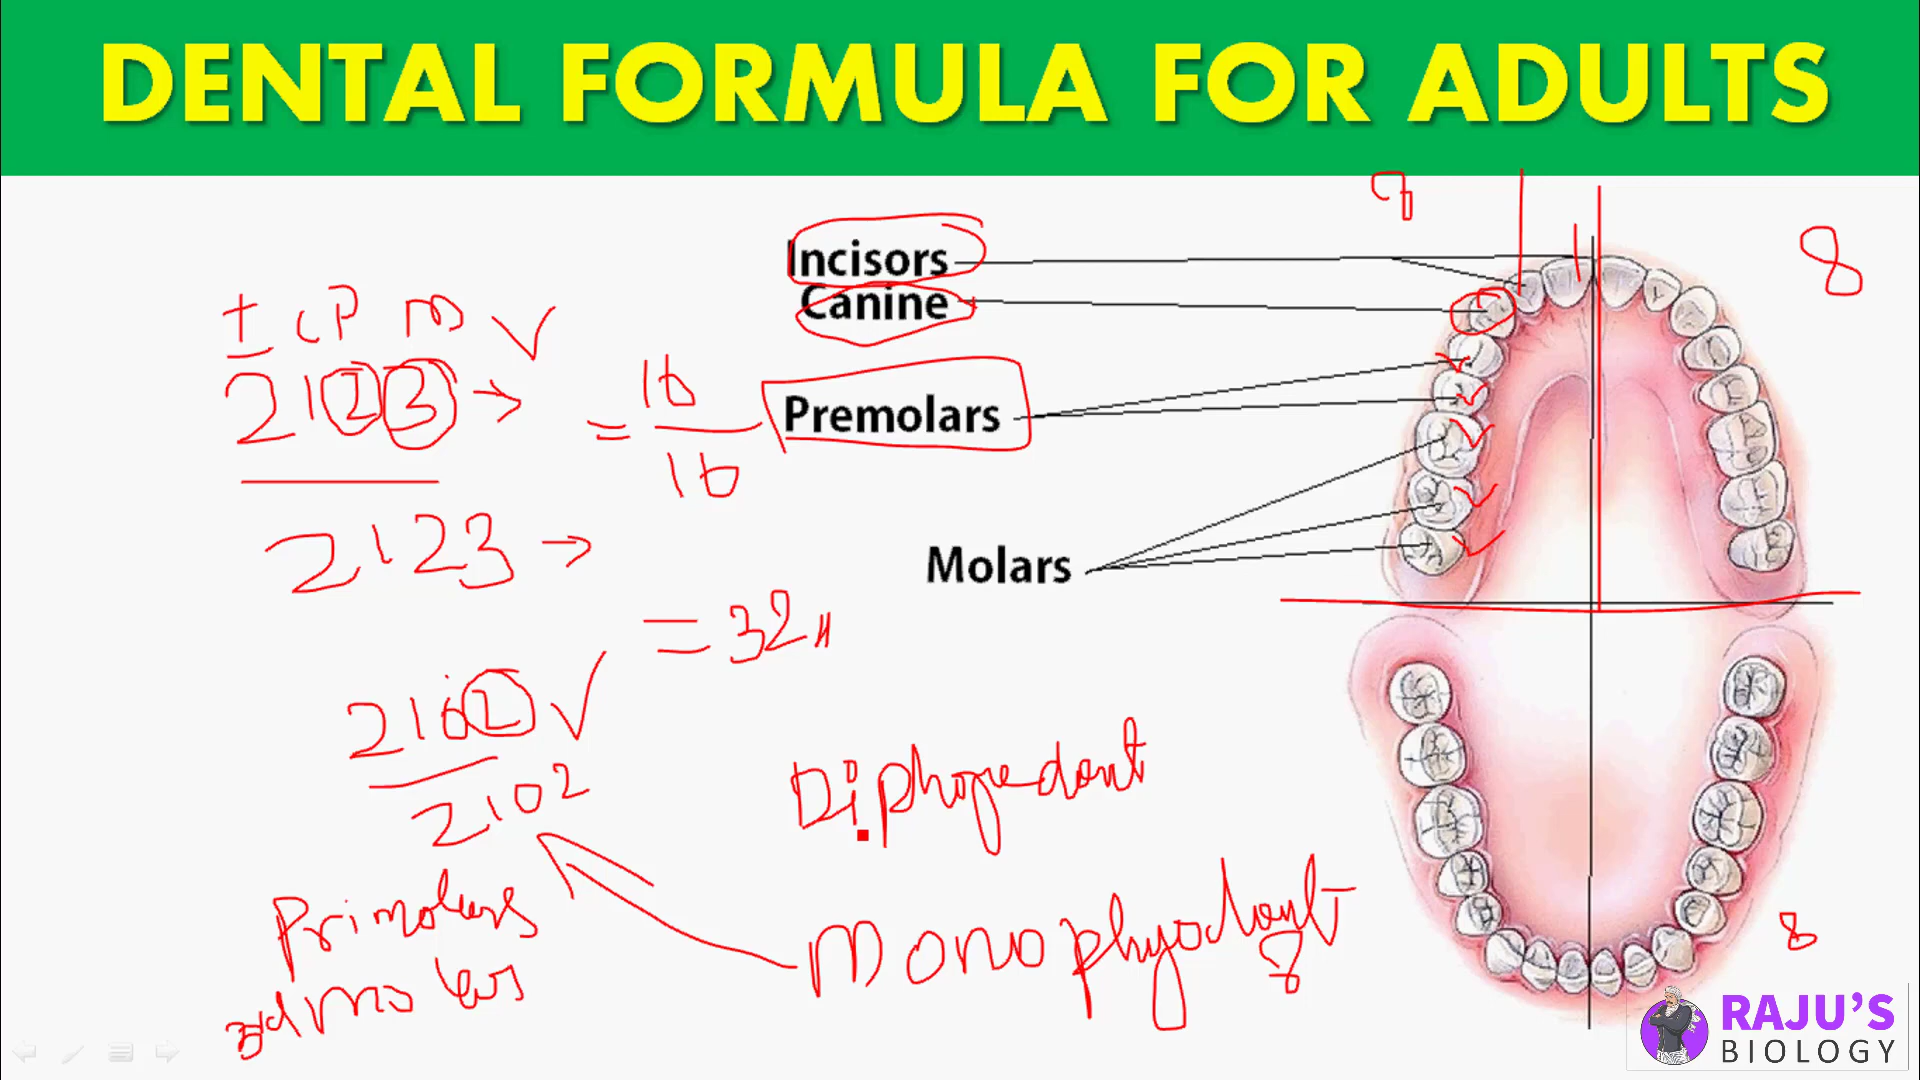 DENTAL FORMULA FOR ADULTS
8
8
Incisors
Canine
I C P M
2123
= 16
16
Premolars
2123
Molars
= 32
2102
2102
Diphyodont
Primolars
Monophyodont
8
8
3rd molars
RAJU'S
BIOLOGY